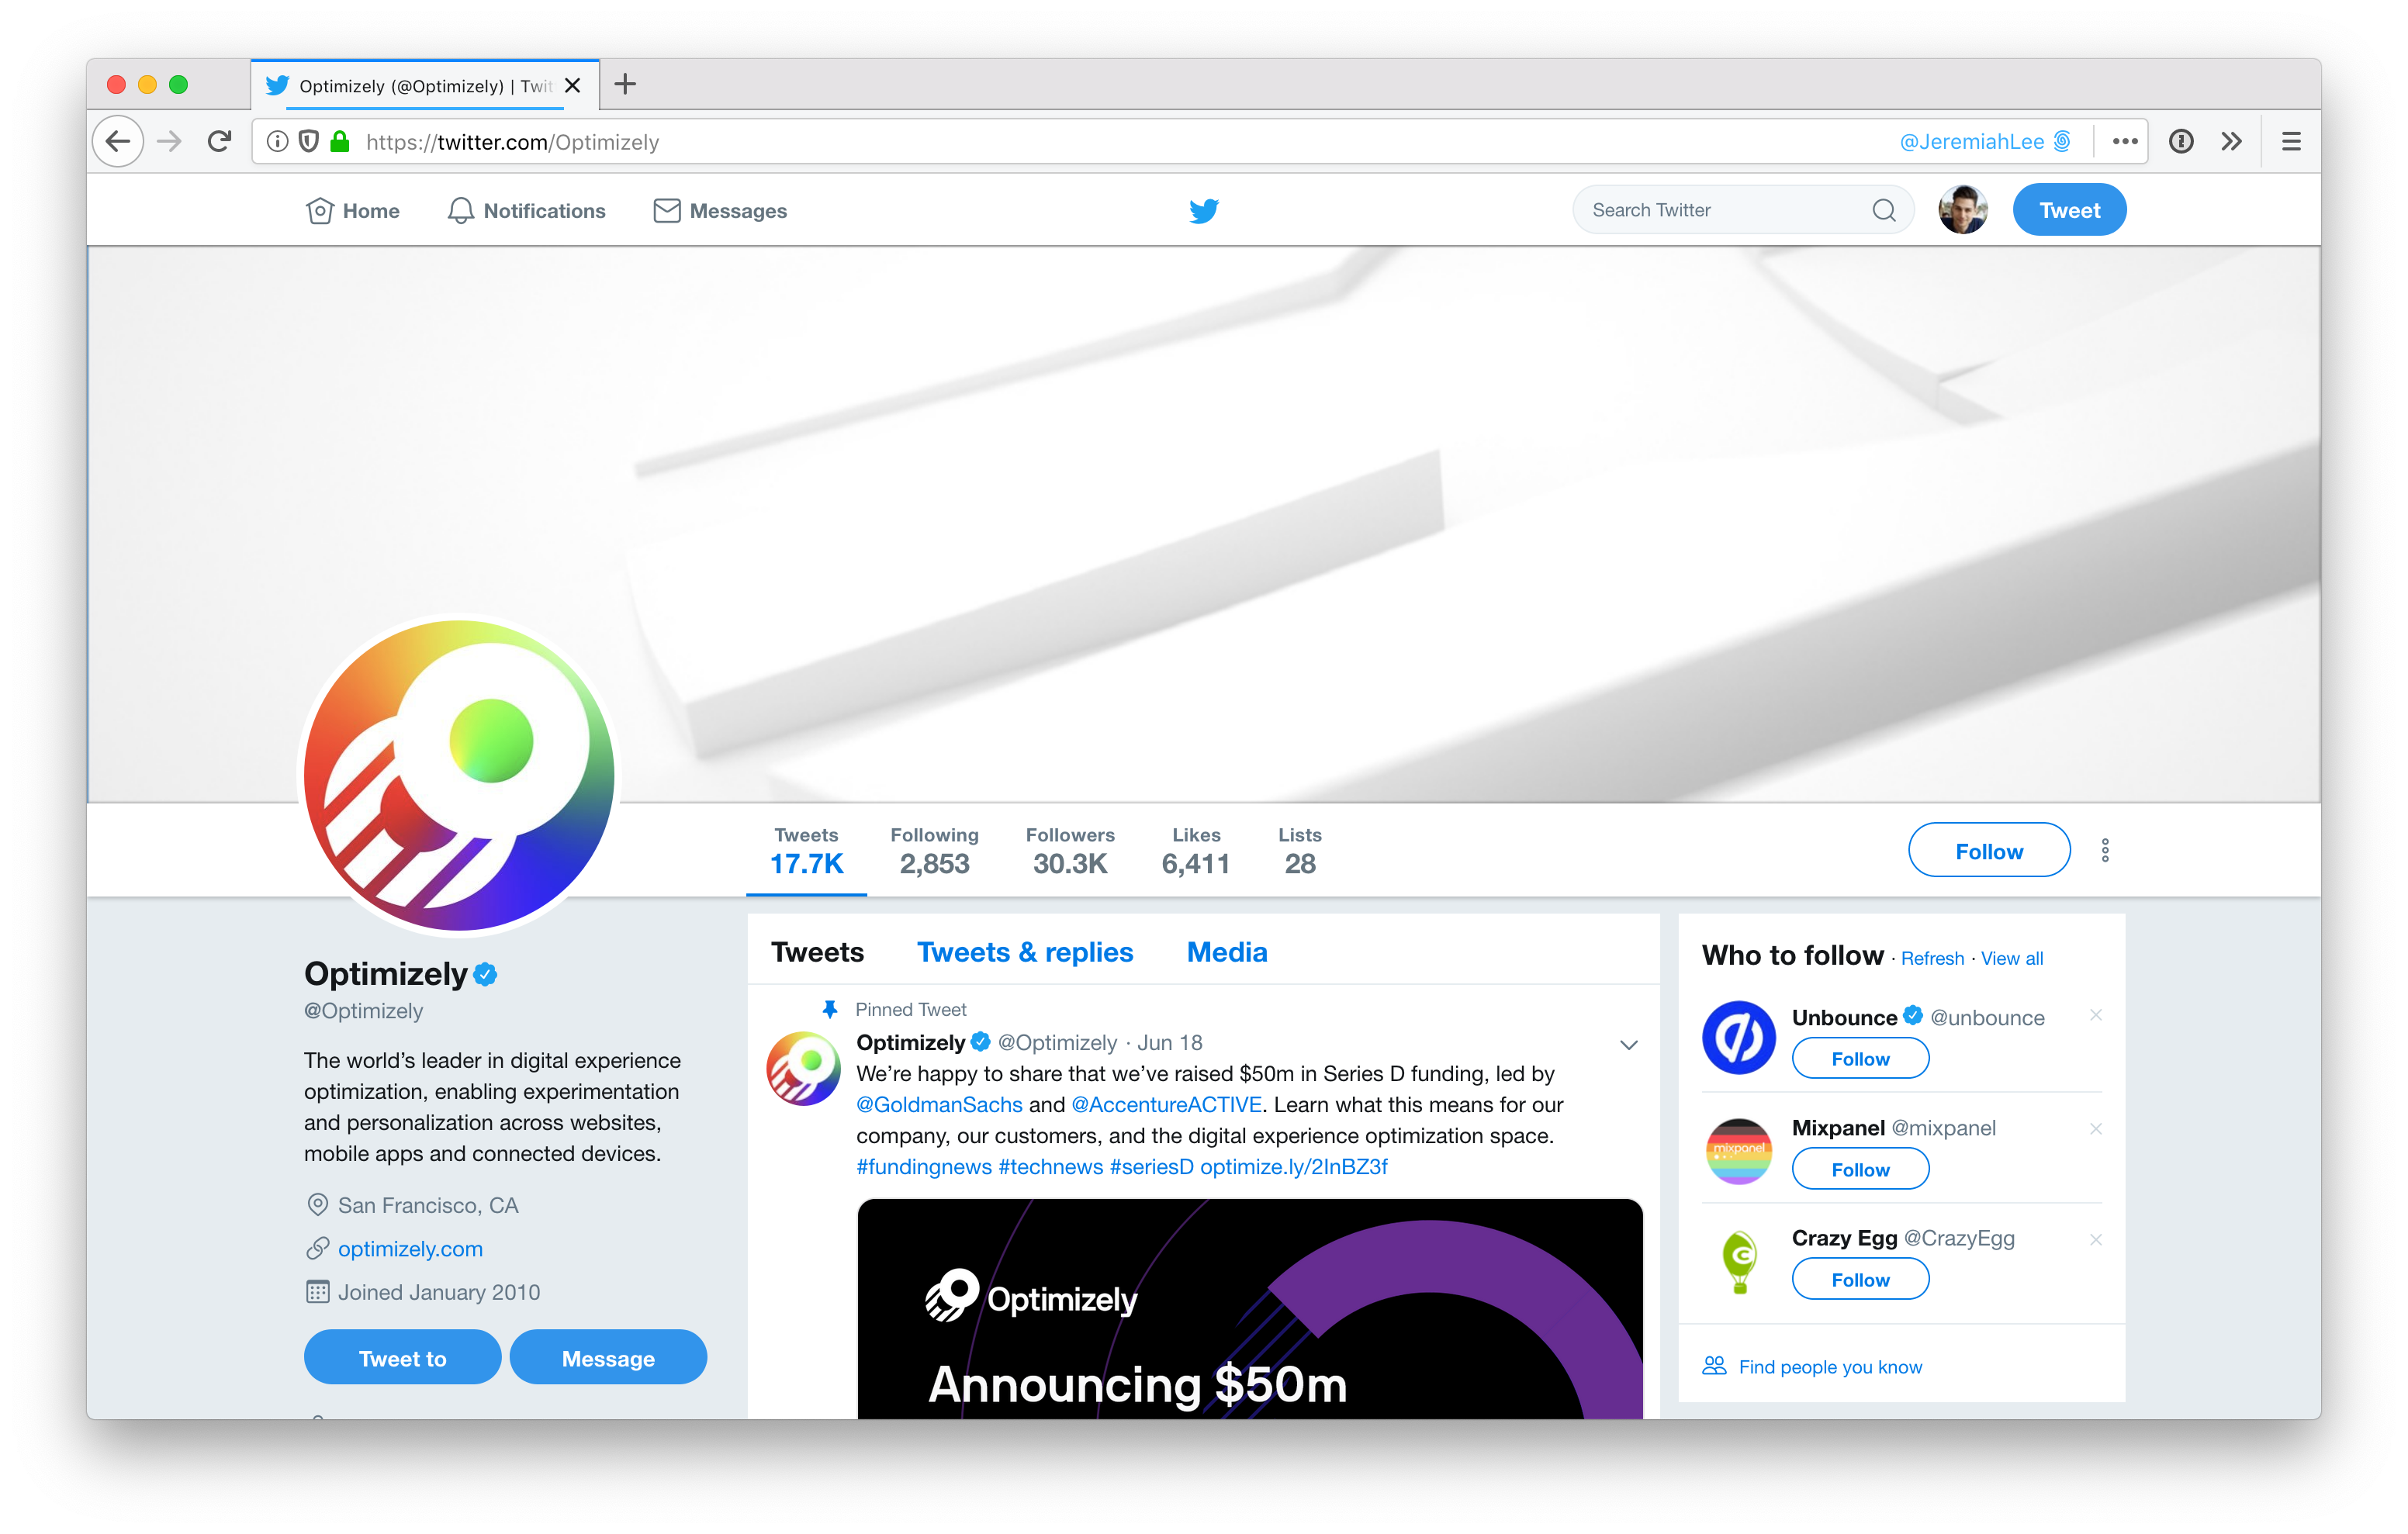 Optimizely (@Optimizely) | Twit
https://twitter.com/Optimizely
@JeremiahLee
Home
Notifications
Messages
Search Twitter
Tweet
Tweets
17.7K
Following
2,853
Followers
30.3K
Likes
6,411
Lists
28
Follow
Optimizely
@Optimizely
The world’s leader in digital experience
optimization, enabling experimentation
and personalization across websites,
mobile apps and connected devices.
San Francisco, CA
optimizely.com
Joined January 2010
Tweet to
Message
Tweets
Tweets & replies
Media
Pinned Tweet
Optimizely @Optimizely · Jun 18
We’re happy to share that we’ve raised $50m in Series D funding, led by
@GoldmanSachs and @AccentureACTIVE. Learn what this means for our
company, our customers, and the digital experience optimization space.
#fundingnews #technews #seriesD optimize.ly/2InBZ3f
Optimizely
Announcing $50m
Who to follow · Refresh · View all
Unbounce @unbounce
Follow
mixpanel
Mixpanel @mixpanel
Follow
Crazy Egg @CrazyEgg
Follow
Find people you know